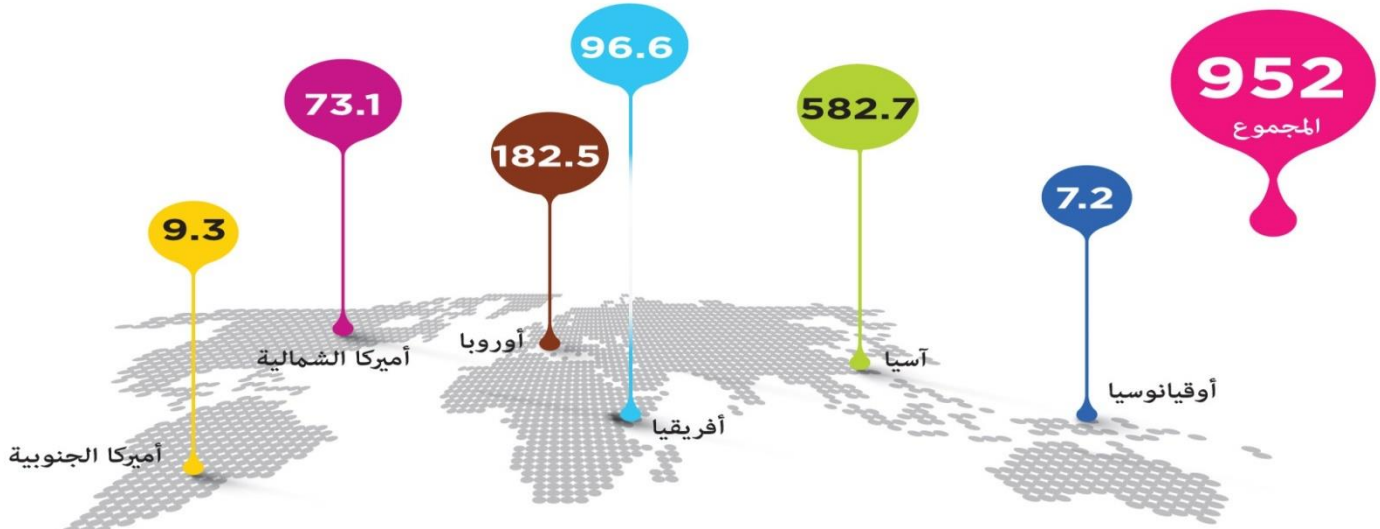 952
المجموع
96.6
582.7
73.1
182.5
7.2
9.3
أوروبا
أميركا الشمالية
آسيا
أوقيانوسيا
أفريقيا
أميركا الجنوبية